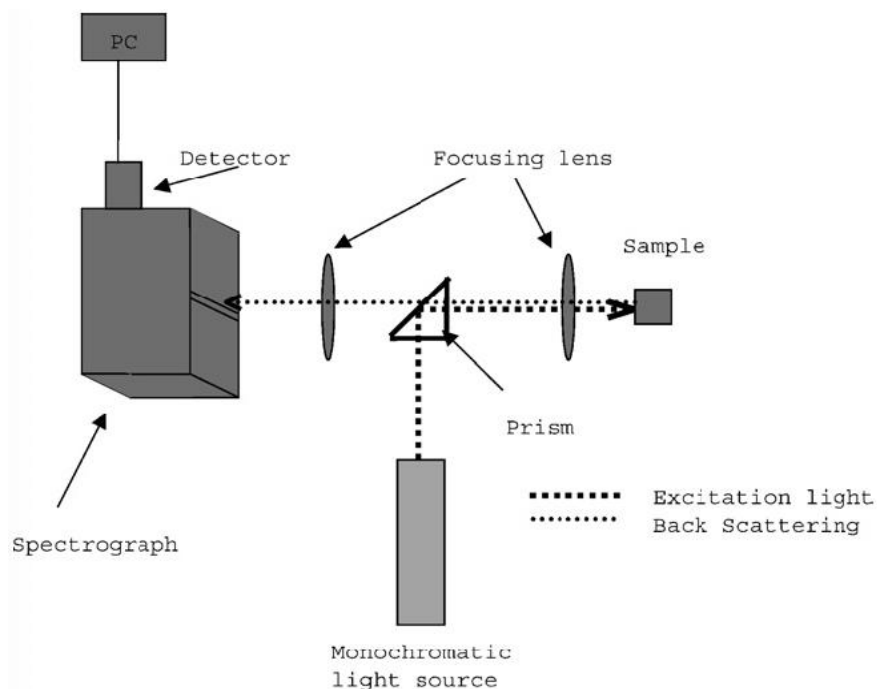 PC
Detector
Focusing lens
Sample
Prism
Excitation light
Back Scattering
Spectrograph
Monochromatic
light source